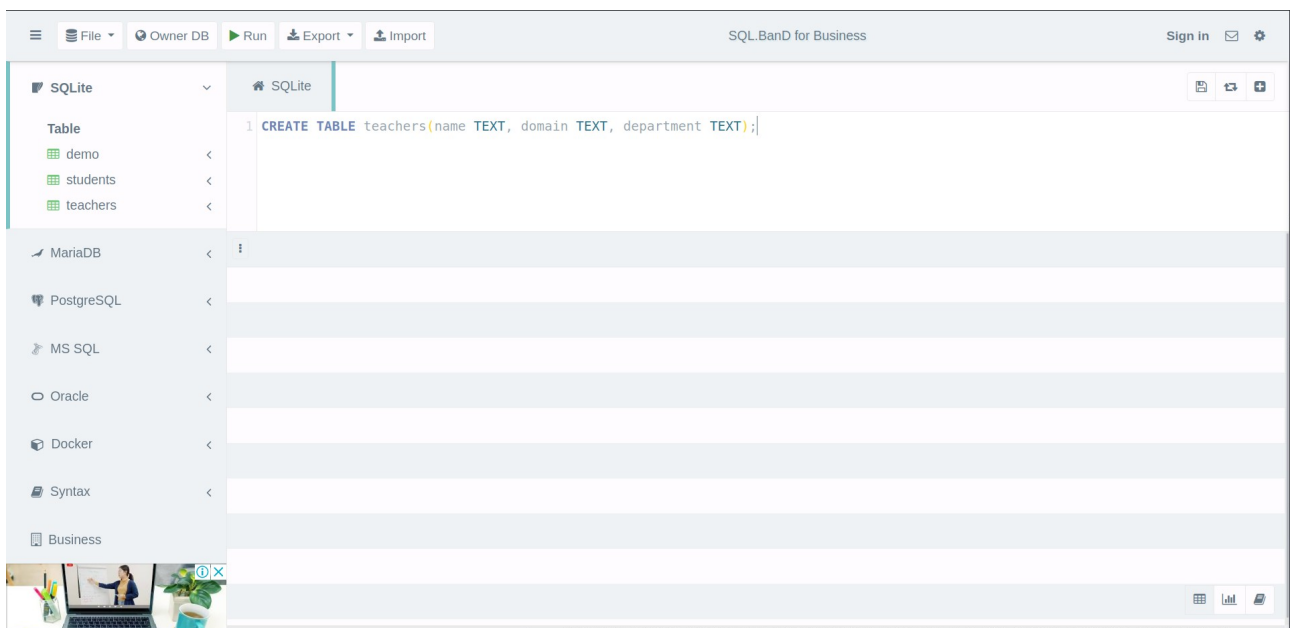 File Owner DB Run Export Import SQL.BanD for Business Sign in
SQLite
SQLite
1 CREATE TABLE teachers(name TEXT, domain TEXT, department TEXT);
Table
demo
students
teachers
MariaDB
PostgreSQL
MS SQL
Oracle
Docker
Syntax
Business